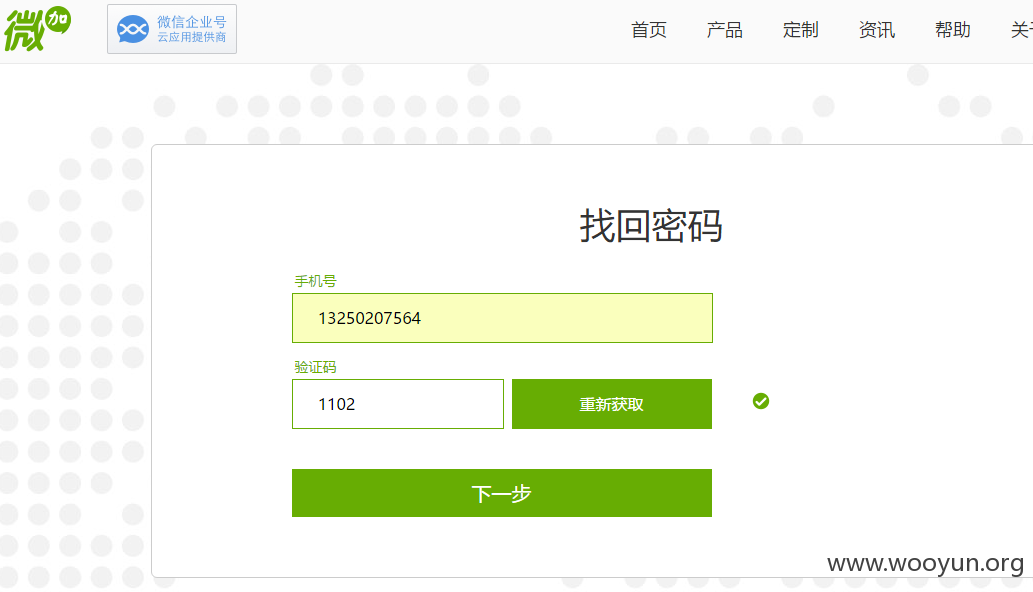 微加
微信企业号
云应用提供商
首页 产品 定制 资讯 帮助 关
找回密码
手机号
13250207564
验证码
1102 重新获取
下一步
www.wooyun.org